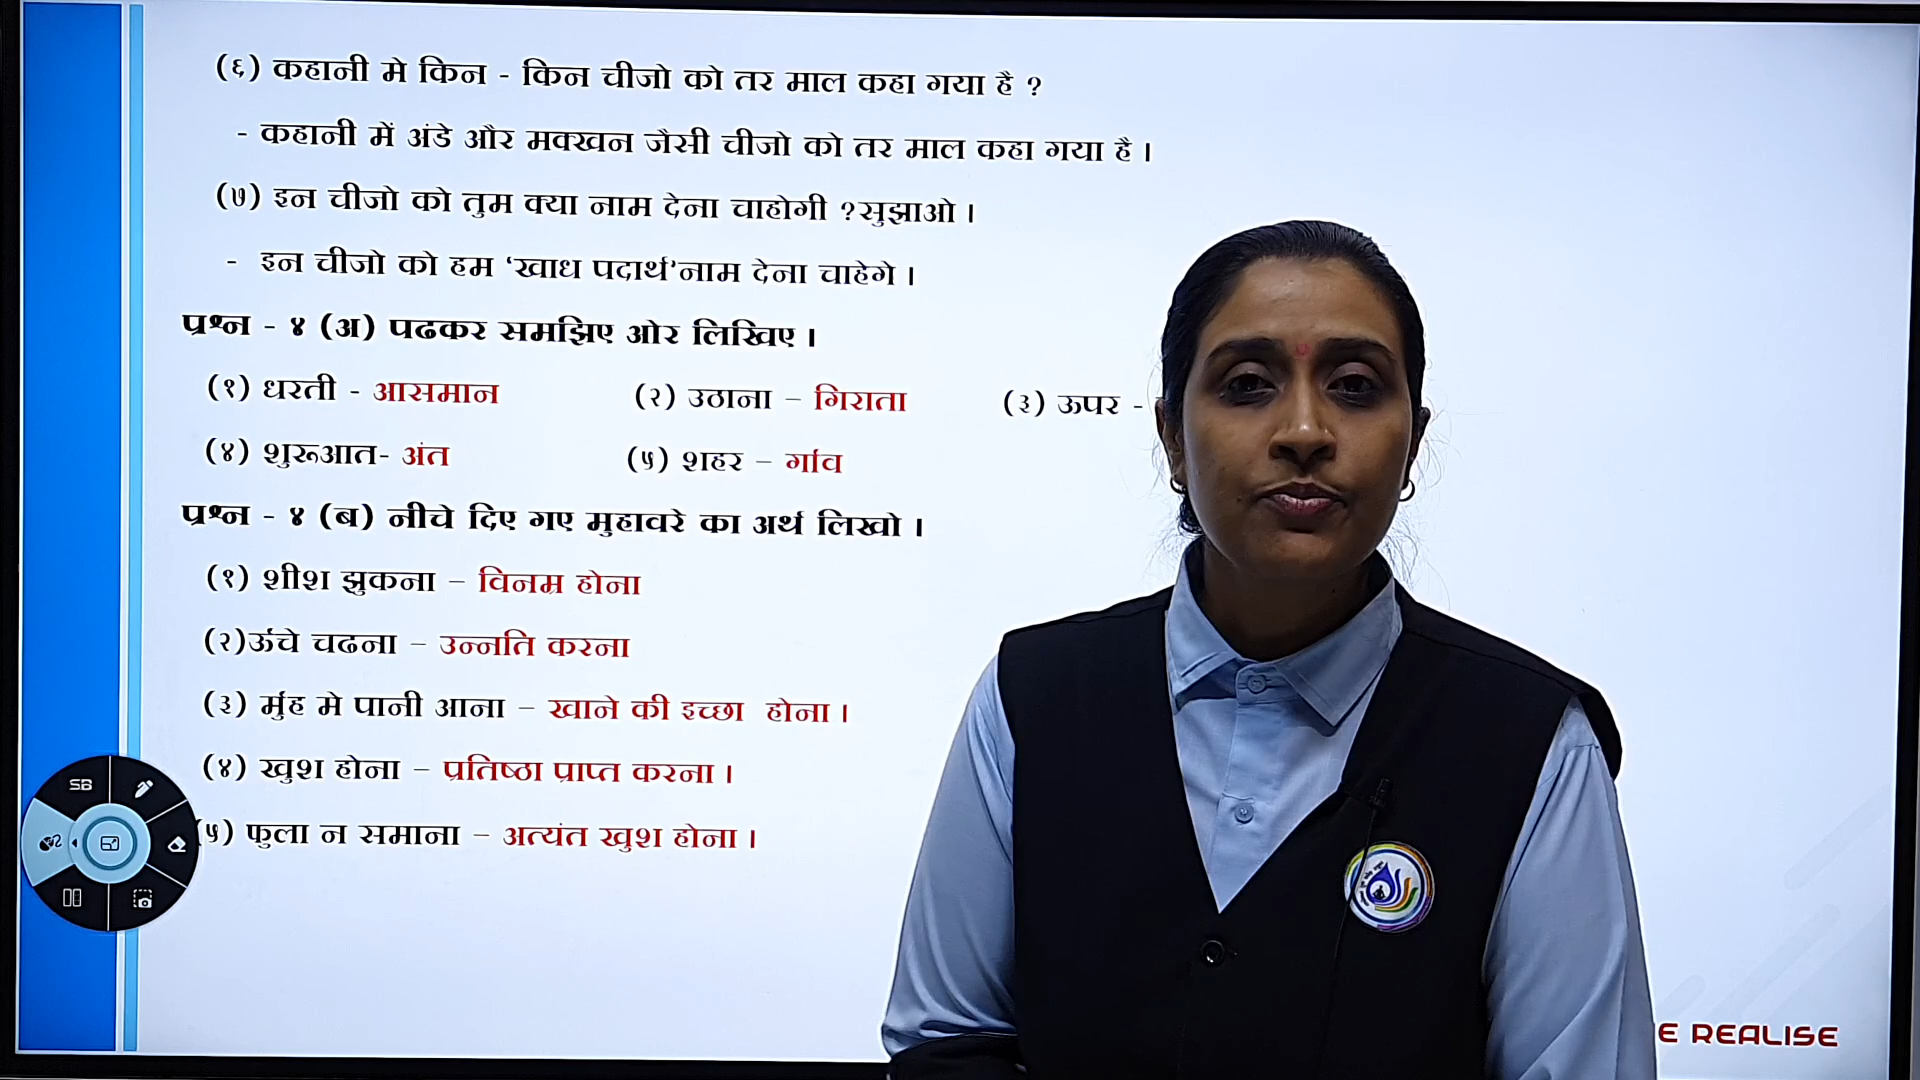 (६) कहानी मे किन - किन चीजो को तर माल कहा गया है ?
- कहानी में अंडे और मक्खन जैसी चीजो को तर माल कहा गया है ।
(७) इन चीजो को तुम क्या नाम देना चाहोगी ?सुझाओ ।
- इन चीजो को हम ‘खाध पदार्थ’नाम देना चाहेगे ।
प्रश्न - ४ (अ) पढकर समझिए ओर लिखिए ।
(१) धरती - आसमान (२) उठाना – गिराता (३) ऊपर -
(४) शुरूआत- अंत (५) शहर – गाँव
प्रश्न - ४ (ब) नीचे दिए गए मुहावरे का अर्थ लिखो ।
(१) शीश झुकना – विनम्र होना
(२)ऊंचे चढना – उन्नति करना
(३) मुंह मे पानी आना – खाने की इच्छा होना ।
(४) खुश होना – प्रतिष्ठा प्राप्त करना ।
(५) फुला न समाना – अत्यंत खुश होना ।
SB
E REALISE